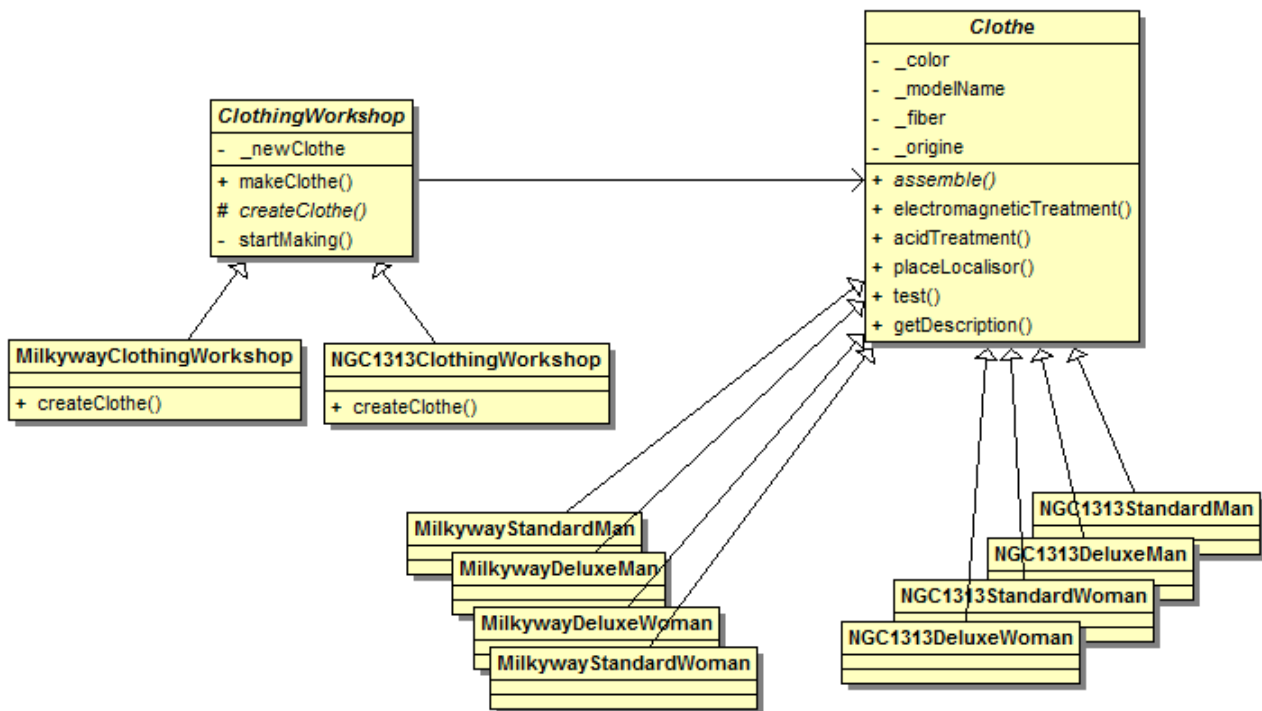 Clothe
- _color
- _modelName
- _fiber
- _origine
+ assemble()
+ electromagneticTreatment()
+ acidTreatment()
+ placeLocalisor()
+ test()
+ getDescription()
ClothingWorkshop
- _newClothe
+ makeClothe()
# createClothe()
- startMaking()
MilkywayClothingWorkshop
+ createClothe()
NGC1313ClothingWorkshop
+ createClothe()
MilkywayStandardMan
MilkywayDeluxeMan
MilkywayDeluxeWoman
MilkywayStandardWoman
NGC1313StandardMan
NGC1313DeluxeMan
NGC1313StandardWoman
NGC1313DeluxeWoman